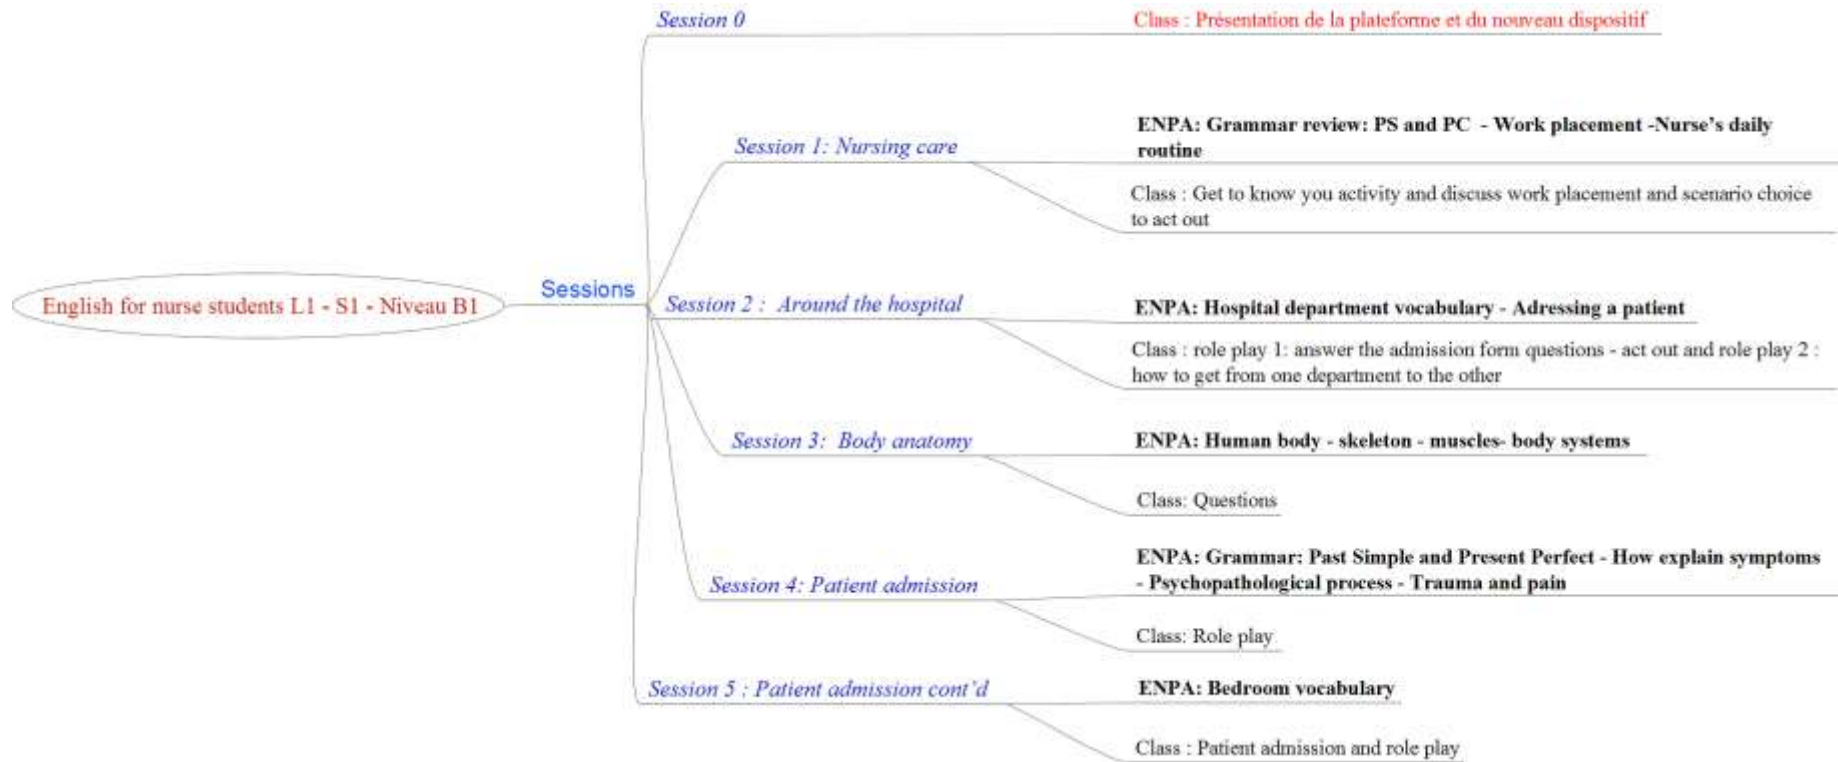 English for nurse students L1 - S1 - Niveau B1
Sessions
Session 0
Class : Présentation de la plateforme et du nouveau dispositif
Session 1: Nursing care
ENPA: Grammar review: PS and PC - Work placement -Nurse's daily
routine
Class : Get to know you activity and discuss work placement and scenario choice
to act out
Session 2 : Around the hospital
ENPA: Hospital department vocabulary - Adressing a patient
Class : role play 1: answer the admission form questions - act out and role play 2 :
how to get from one department to the other
Session 3: Body anatomy
ENPA: Human body - skeleton - muscles- body systems
Class: Questions
Session 4: Patient admission
ENPA: Grammar: Past Simple and Present Perfect - How explain symptoms
- Psychopathological process - Trauma and pain
Class: Role play
Session 5 : Patient admission cont'd
ENPA: Bedroom vocabulary
Class : Patient admission and role play